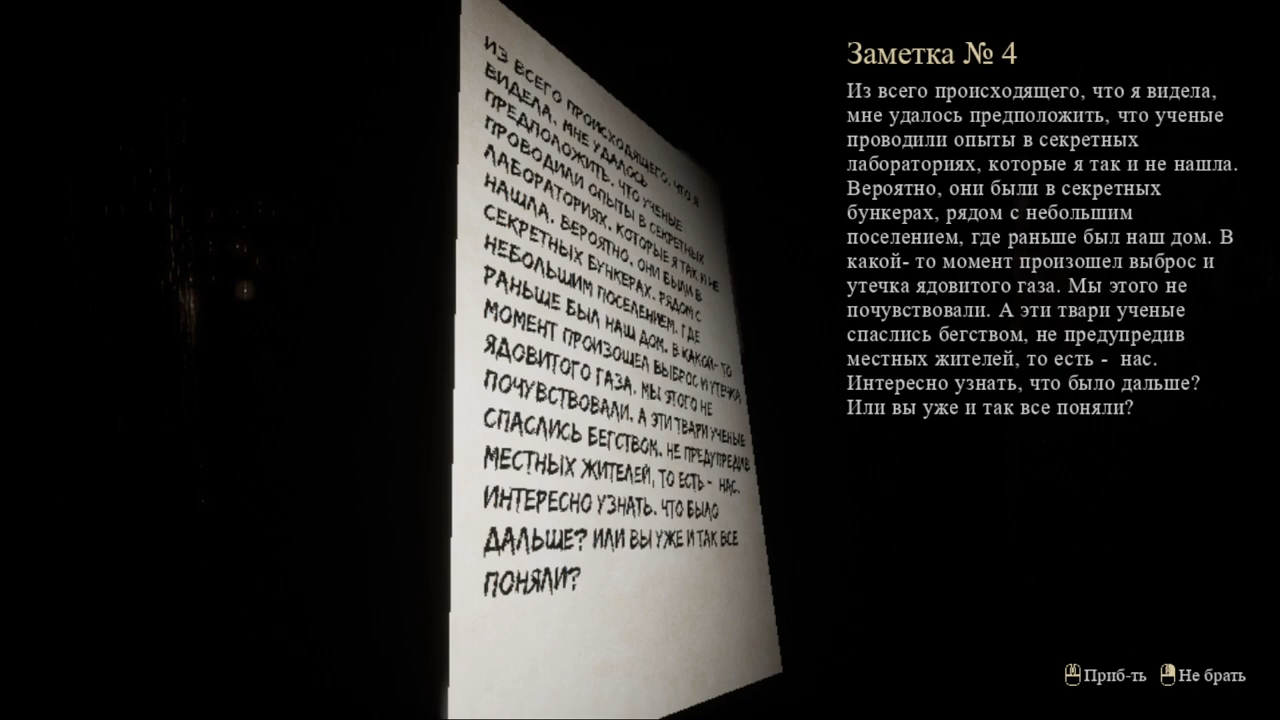 ИЗ ВСЕГО ПРОИСХОДЯЩЕГО, ЧТО Я
ВИДЕЛА, МНЕ УДАЛОСЬ
ПРЕДПОЛОЖИТЬ, ЧТО УЧЕНЫЕ
ПРОВОДИЛИ ОПЫТЫ В СЕКРЕТНЫХ
ЛАБОРАТОРИЯХ, КОТОРЫЕ Я ТАК И НЕ
НАШЛА. ВЕРОЯТНО, ОНИ БЫЛИ В
СЕКРЕТНЫХ БУНКЕРАХ, РЯДОМ С
НЕБОЛЬШИМ ПОСЕЛЕНИЕМ, ГДЕ
РАНЬШЕ БЫЛ НАШ ДОМ. В КАКОЙ- ТО
МОМЕНТ ПРОИЗОШЕЛ ВЫБРОС И УТЕЧКА
ЯДОВИТОГО ГАЗА. МЫ ЭТОГО НЕ
ПОЧУВСТВОВАЛИ. А ЭТИ ТВАРИ УЧЕНЫЕ
СПАСЛИСЬ БЕГСТВОМ, НЕ ПРЕДУПРЕДИВ
МЕСТНЫХ ЖИТЕЛЕЙ, ТО ЕСТЬ - НАС.
ИНТЕРЕСНО УЗНАТЬ, ЧТО БЫЛО
ДАЛЬШЕ? ИЛИ ВЫ УЖЕ И ТАК ВСЕ
ПОНЯЛИ?
Заметка № 4
Из всего происходящего, что я видела,
мне удалось предположить, что ученые
проводили опыты в секретных
лабораториях, которые я так и не нашла.
Вероятно, они были в секретных
бункерах, рядом с небольшим
поселением, где раньше был наш дом. В
какой- то момент произошел выброс и
утечка ядовитого газа. Мы этого не
почувствовали. А эти твари ученые
спаслись бегством, не предупредив
местных жителей, то есть -  нас.
Интересно узнать, что было дальше?
Или вы уже и так все поняли?
Приб-ть Не брать